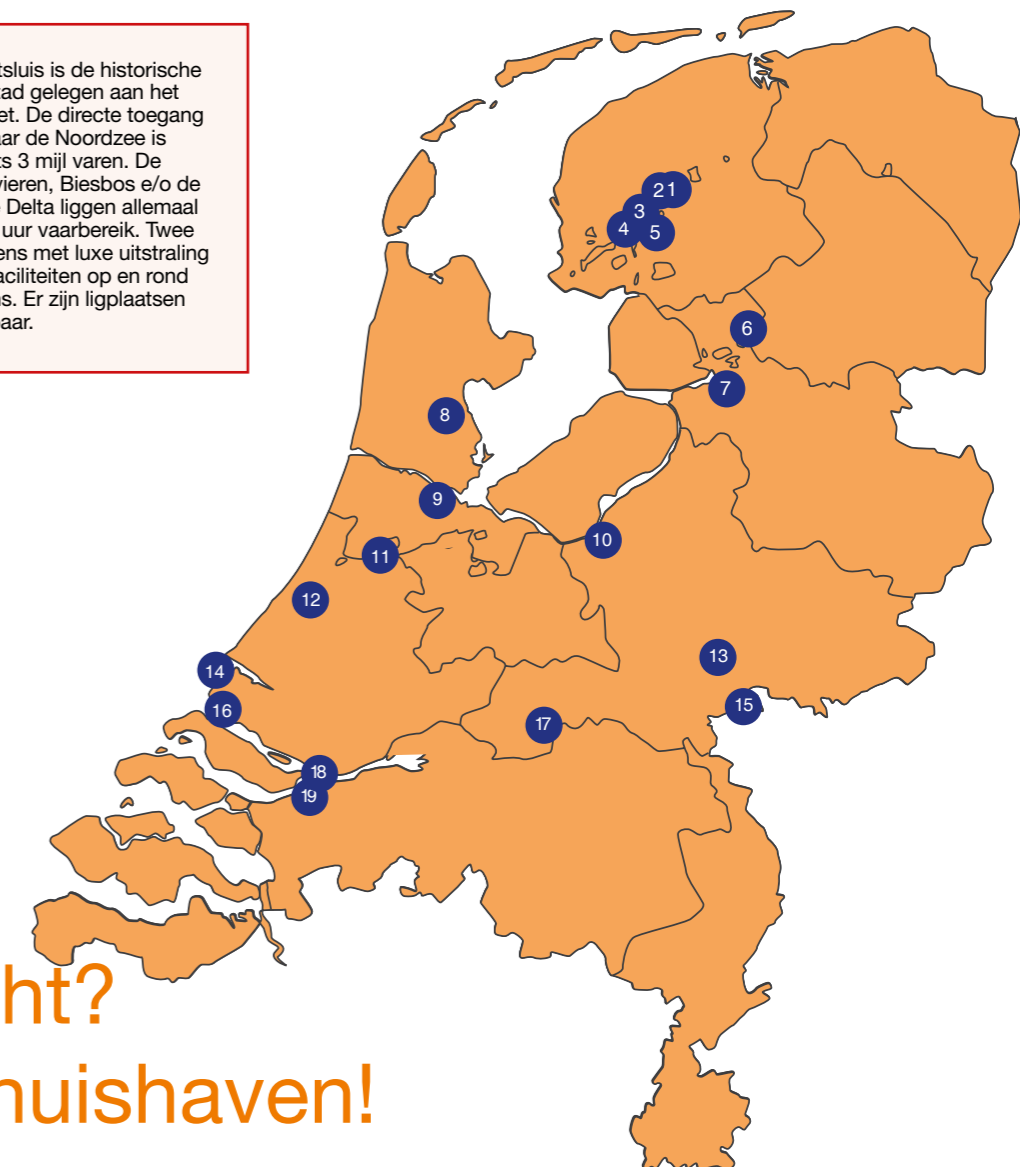 tsluis is de historische
ad gelegen aan het
et. De directe toegang
ar de Noordzee is
ts 3 mijl varen. De
vieren, Biesbos e/o de
Delta liggen allemaal
uur vaarbereik. Twee
ens met luxe uitstraling
aciliteiten op en rond
s. Er zijn ligplaatsen
aar.
21
3
4
5
6
7
8
9
10
11
12
13
14
15
16
17
18
19
ht?
huishaven!